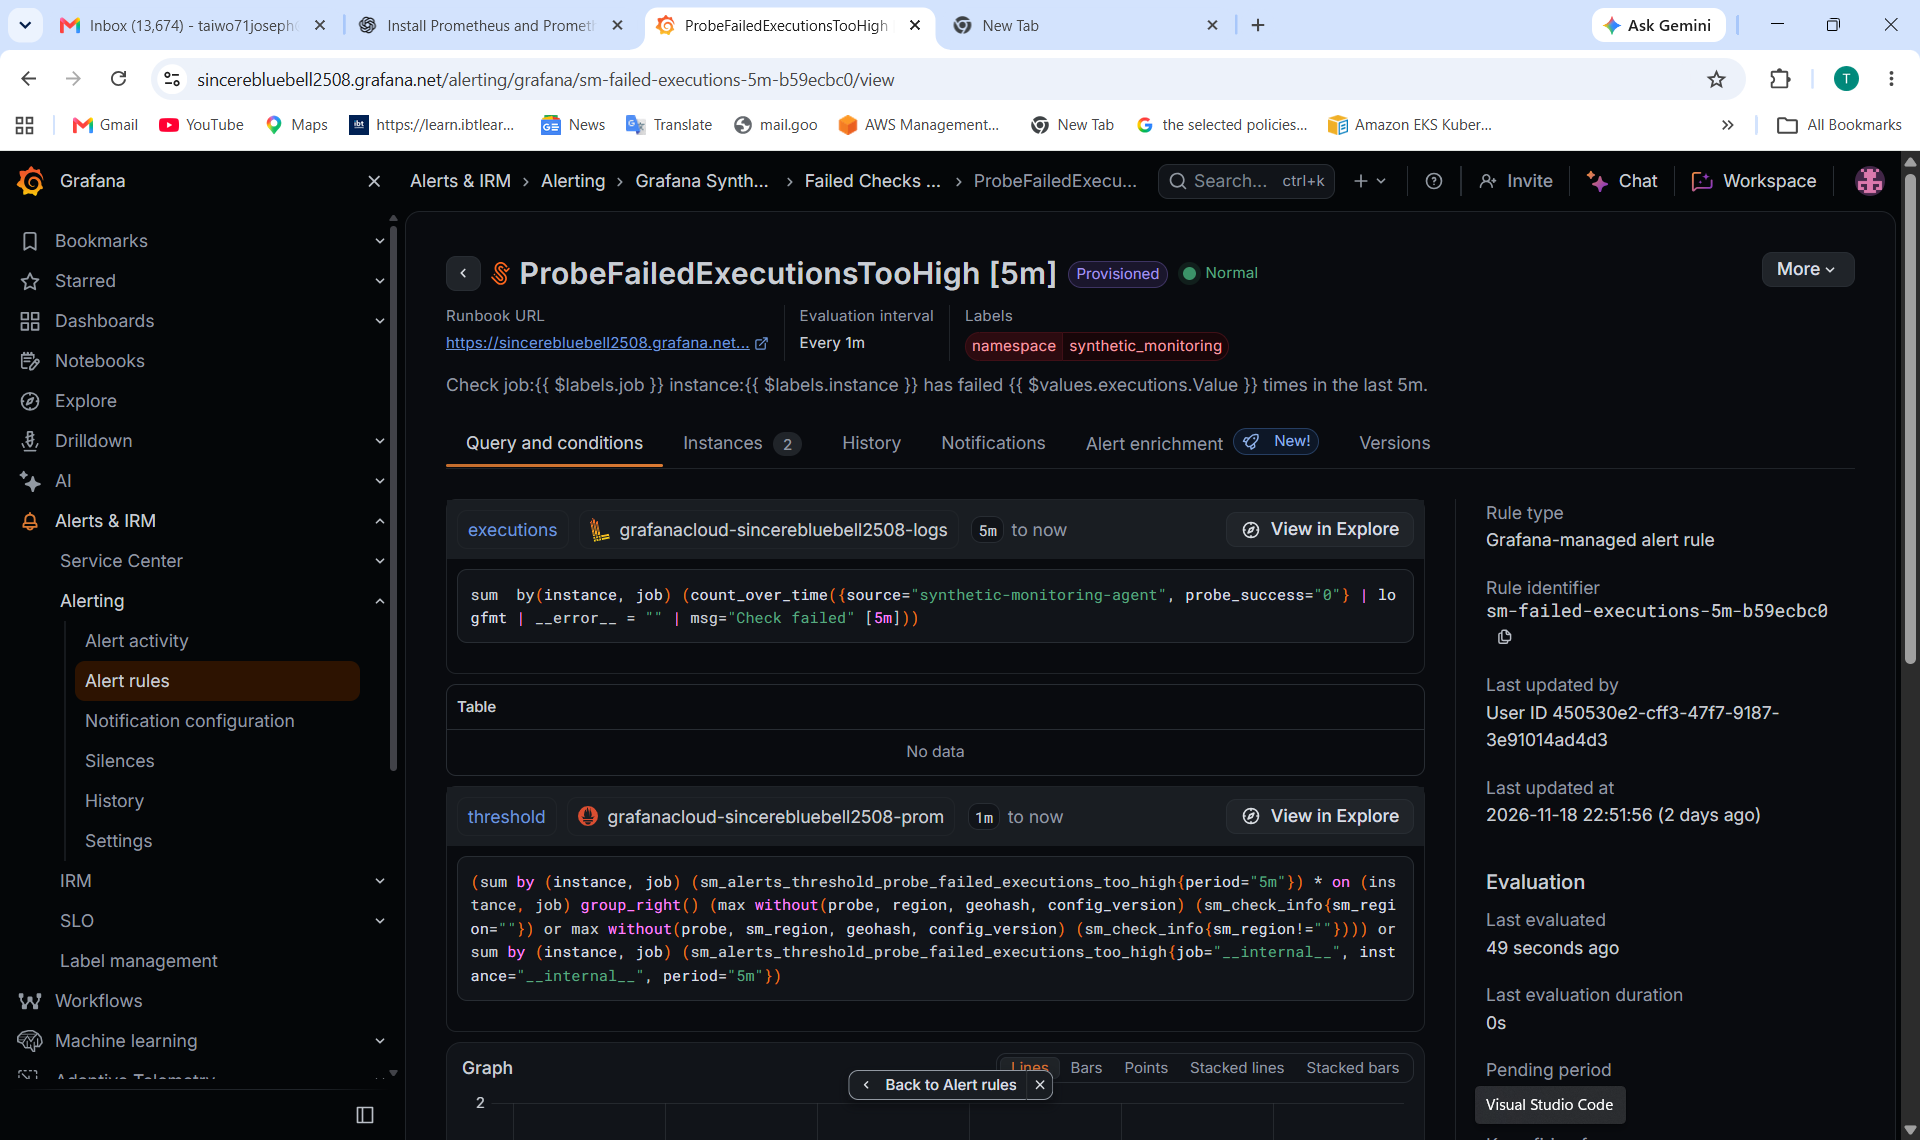 Inbox (13,674) - taiwo71joseph
Install Prometheus and Prometh
ProbeFailedExecutionsTooHigh
New Tab
Ask Gemini
sincerebluebell2508.grafana.net/alerting/grafana/sm-failed-executions-5m-b59ecbc0/view
T
Gmail
YouTube
Maps
ibt
https://learn.ibtlear...
News
Translate
mail.goo
AWS Management...
New Tab
the selected policies...
Amazon EKS Kuber...
All Bookmarks
Grafana
Alerts & IRM › Alerting › Grafana Synth... › Failed Checks ... › ProbeFailedExecu...
Search... ctrl+k
Invite
Chat
Workspace
Bookmarks
Starred
Dashboards
Notebooks
Explore
Drilldown
AI
Alerts & IRM
Service Center
Alerting
Alert activity
Alert rules
Notification configuration
Silences
History
Settings
IRM
SLO
Label management
Workflows
Machine learning
Adaptive Telemetry
ProbeFailedExecutionsTooHigh [5m]
Provisioned
Normal
More
Runbook URL
https://sincerebluebell2508.grafana.net...
Evaluation interval
Every 1m
Labels
namespace synthetic_monitoring
Check job:{{ $labels.job }} instance:{{ $labels.instance }} has failed {{ $values.executions.Value }} times in the last 5m.
Query and conditions
Instances 2
History
Notifications
Alert enrichment New!
Versions
executions
grafanacloud-sincerebluebell2508-logs
5m to now
View in Explore
sum  by(instance, job) (count_over_time({source="synthetic-monitoring-agent", probe_success="0"} | lo
gfmt | __error__ = "" | msg="Check failed" [5m]))
Table
No data
threshold
grafanacloud-sincerebluebell2508-prom
1m to now
View in Explore
(sum by (instance, job) (sm_alerts_threshold_probe_failed_executions_too_high{period="5m"}) * on (ins
tance, job) group_right() (max without(probe, region, geohash, config_version) (sm_check_info{sm_regi
on=""}) or max without(probe, sm_region, geohash, config_version) (sm_check_info{sm_region!=""}))) or
sum by (instance, job) (sm_alerts_threshold_probe_failed_executions_too_high{job="__internal__", inst
ance="__internal__", period="5m"})
Graph
Lines
Bars
Points
Stacked lines
Stacked bars
Back to Alert rules
2
Rule type
Grafana-managed alert rule
Rule identifier
sm-failed-executions-5m-b59ecbc0
Last updated by
User ID 450530e2-cff3-47f7-9187-
3e91014ad4d3
Last updated at
2026-11-18 22:51:56 (2 days ago)
Evaluation
Last evaluated
49 seconds ago
Last evaluation duration
0s
Pending period
Visual Studio Code